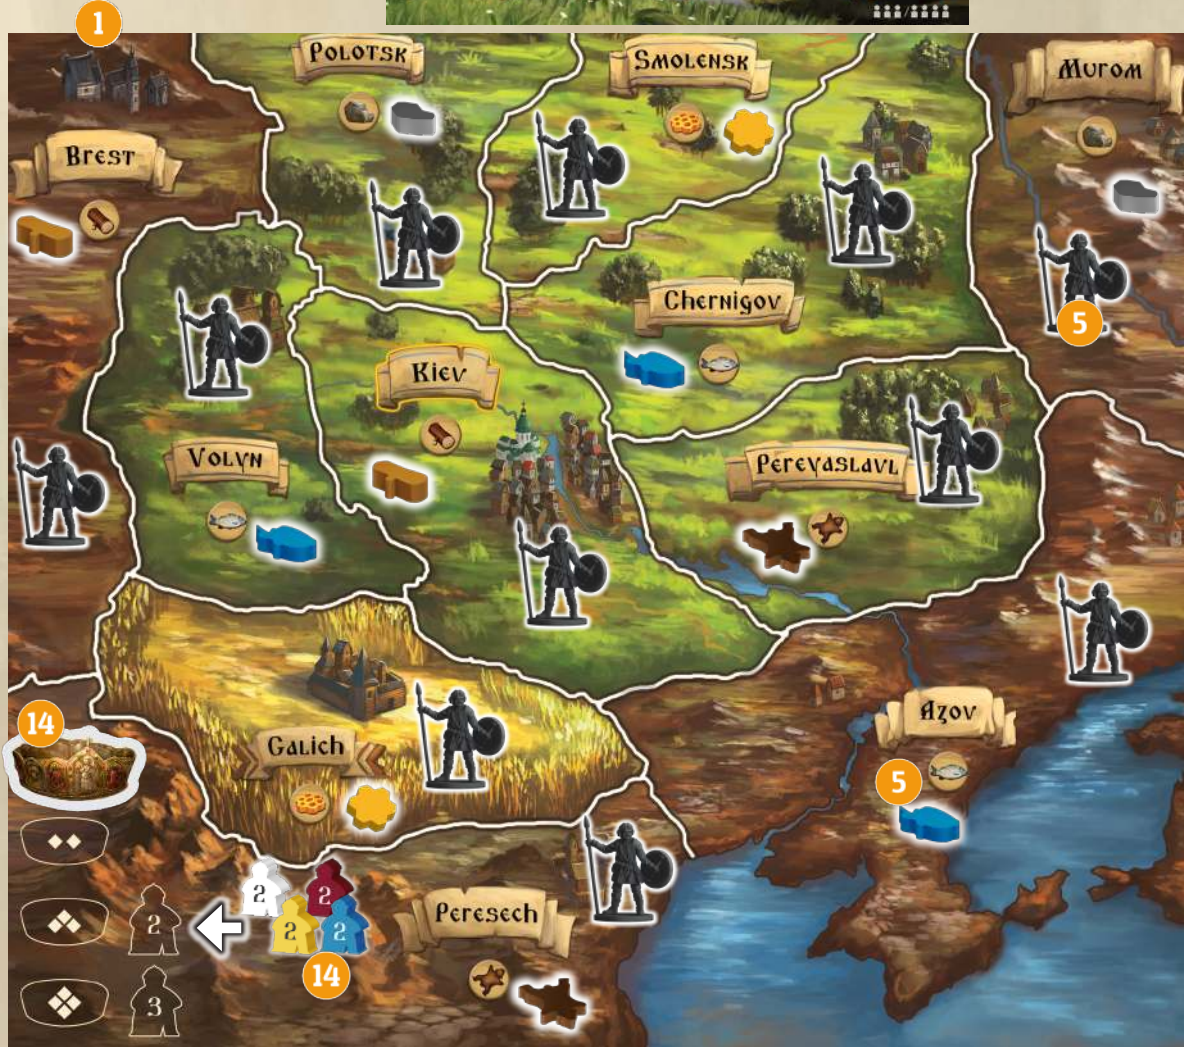 1
POLOTSK
SMOLENSK
MUROM
BREST
CHERNIGOV
5
KIEV
VOLYN
PEREYASLAVL
AZOV
14
GALICH
5
2
2
2
2
2
PERESECH
14
3